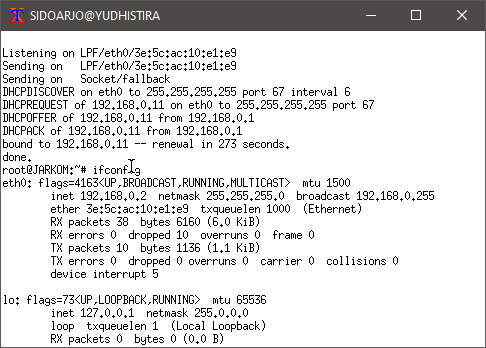 SIDOARJO@YUDHISTIRA
Listening on LPF/eth0/3e:5c:ac:10:e1:e9
Sending on   LPF/eth0/3e:5c:ac:10:e1:e9
Sending on   Socket/fallback
DHCPDISCOVER on eth0 to 255.255.255.255 port 67 interval 6
DHCPREQUEST of 192.168.0.11 on eth0 to 255.255.255.255 port 67
DHCPOFFER of 192.168.0.11 from 192.168.0.1
DHCPACK of 192.168.0.11 from 192.168.0.1
bound to 192.168.0.11 -- renewal in 273 seconds.
done.
root@JARKOM:~# ifconfig
eth0: flags=4163<UP,BROADCAST,RUNNING,MULTICAST>  mtu 1500
        inet 192.168.0.2  netmask 255.255.255.0  broadcast 192.168.0.255
        ether 3e:5c:ac:10:e1:e9  txqueuelen 1000  (Ethernet)
        RX packets 38  bytes 6160 (6.0 KiB)
        RX errors 0  dropped 10  overruns 0  frame 0
        TX packets 10  bytes 1136 (1.1 KiB)
        TX errors 0  dropped 0 overruns 0  carrier 0  collisions 0
        device interrupt 5
lo: flags=73<UP,LOOPBACK,RUNNING>  mtu 65536
        inet 127.0.0.1  netmask 255.0.0.0
        loop  txqueuelen 1  (Local Loopback)
        RX packets 0  bytes 0 (0.0 B)